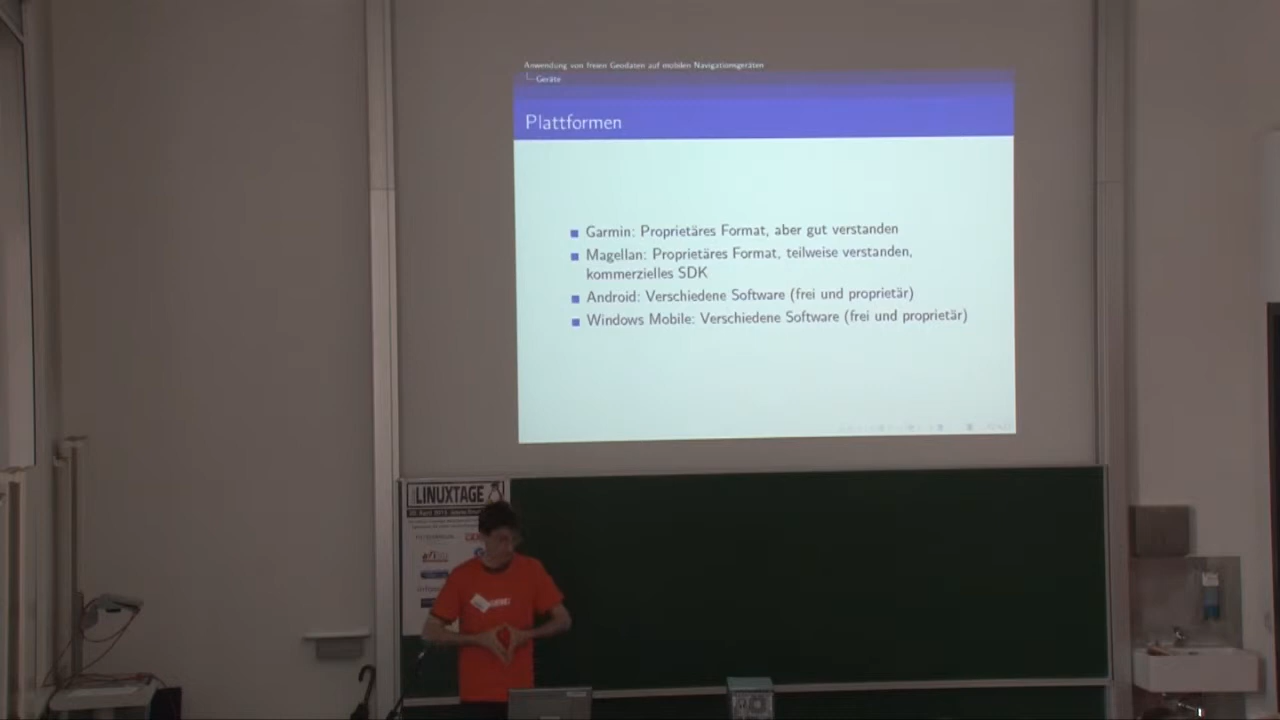 Anwendung von freien Geodaten auf mobilen Navigationsgeräten
Geräte
Plattformen
Garmin: Proprietäres Format, aber gut verstanden
Magellan: Proprietäres Format, teilweise verstanden,
kommerzielles SDK
Android: Verschiedene Software (frei und proprietär)
Windows Mobile: Verschiedene Software (frei und proprietär)
LINUXTAGE